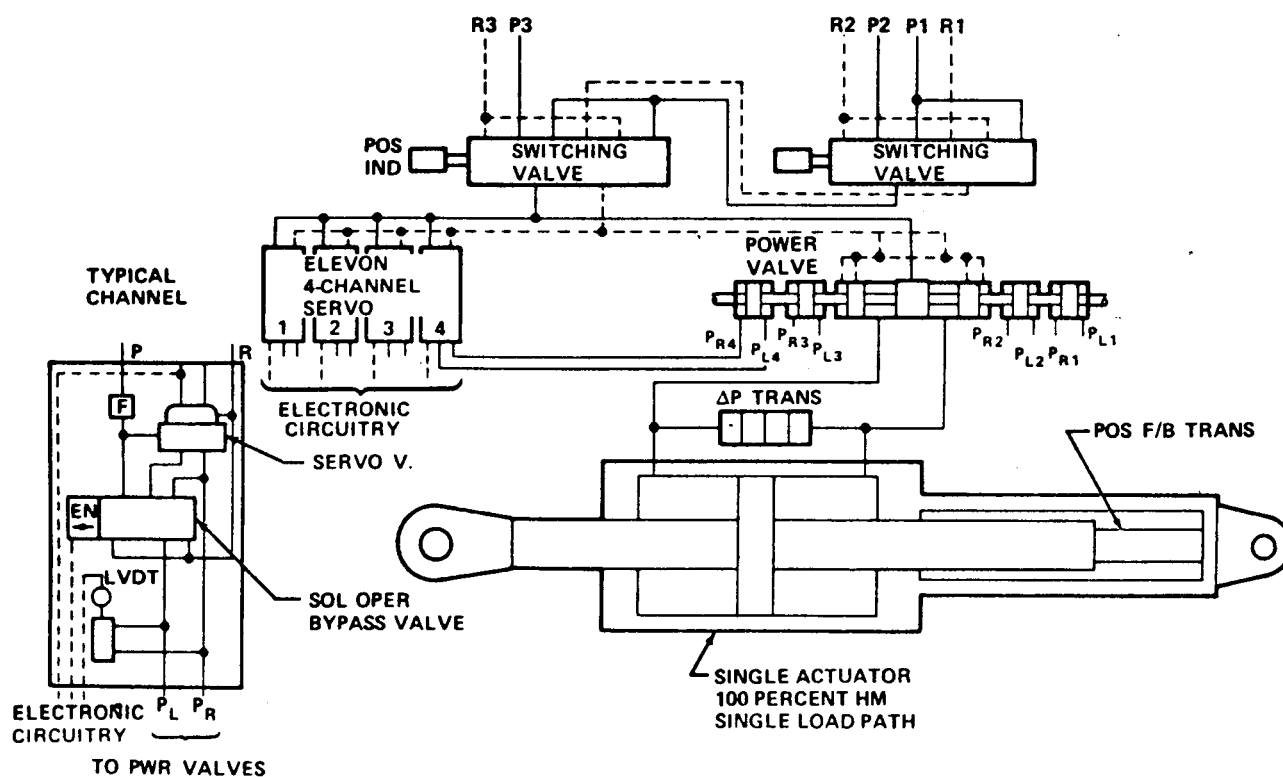 R3 P3
R2 P2 P1 R1
POS
IND
SWITCHING
VALVE
SWITCHING
VALVE
TYPICAL
CHANNEL
ELEVON
4-CHANNEL
SERVO
1 2 3 4
POWER
VALVE
PR4
PL4
PR3
PL3
PR2
PL2
PR1
PL1
P
R
F
ELECTRONIC
CIRCUITRY
ΔP TRANS
POS F/B TRANS
SERVO V.
EN
LVDT
SOL OPER
BYPASS VALVE
SINGLE ACTUATOR
100 PERCENT HM
SINGLE LOAD PATH
ELECTRONIC
CIRCUITRY
PL PR
TO PWR VALVES